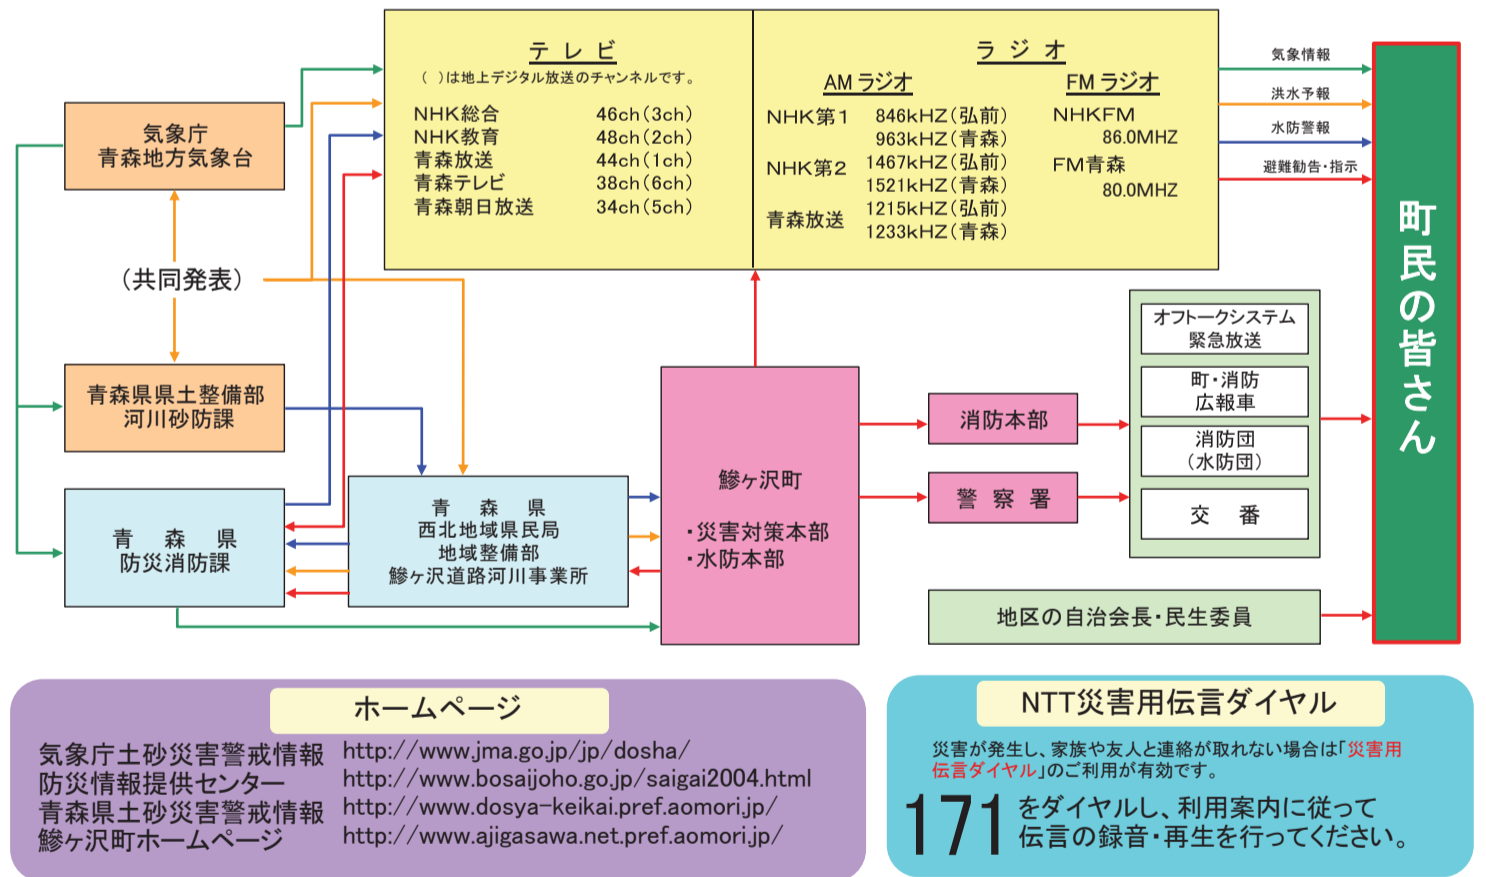 テレビ
（　）は地上デジタル放送のチャンネルです。
NHK総合　46ch（3ch）
NHK教育　48ch（2ch）
青森放送　44ch（1ch）
青森テレビ　38ch（6ch）
青森朝日放送　34ch（5ch）
ラジオ
AMラジオ
NHK第1　846kHZ（弘前）
963kHZ（青森）
NHK第2　1467kHZ（弘前）
1521kHZ（青森）
青森放送　1215kHZ（弘前）
1233kHZ（青森）
FMラジオ
NHKFM
86.0MHZ
FM青森
80.0MHZ
気象情報
洪水予報
水防警報
避難勧告・指示
町民の皆さん
気象庁
青森地方気象台
（共同発表）
青森県県土整備部
河川砂防課
青森県
防災消防課
青森県
西北地域県民局
地域整備部
鰺ヶ沢道路河川事業所
鰺ヶ沢町
・災害対策本部
・水防本部
消防本部
警察署
オフトークシステム
緊急放送
町・消防
広報車
消防団
（水防団）
交番
地区の自治会長・民生委員
ホームページ
気象庁土砂災害警戒情報　http://www.jma.go.jp/jp/dosha/
防災情報提供センター　http://www.bosaijoho.go.jp/saigai2004.html
青森県土砂災害警戒情報　http://www.dosya-keikai.pref.aomori.jp/
鰺ヶ沢町ホームページ　http://www.ajigasawa.net.pref.aomori.jp/
NTT災害用伝言ダイヤル
災害が発生し、家族や友人と連絡が取れない場合は「災害用
伝言ダイヤル」のご利用が有効です。
171をダイヤルし、利用案内に従って
伝言の録音・再生を行ってください。